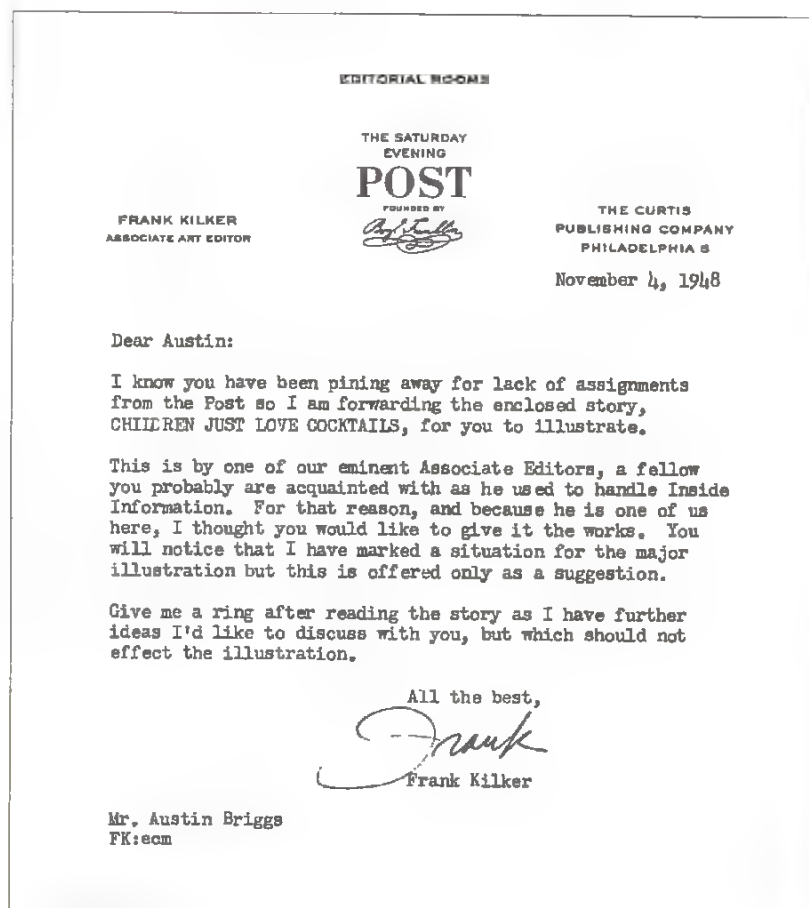 EDITORIAL ROOMS
THE SATURDAY
EVENING
POST
FOUNDED BY
FRANK KILKER
ASSOCIATE ART EDITOR
THE CURTIS
PUBLISHING COMPANY
PHILADELPHIA 5
November 4, 1948
Dear Austin:
I know you have been pining away for lack of assignments
from the Post so I am forwarding the enclosed story,
CHILDREN JUST LOVE COCKTAILS, for you to illustrate.
This is by one of our eminent Associate Editors, a fellow
you probably are acquainted with as he used to handle Inside
Information. For that reason, and because he is one of us
here, I thought you would like to give it the works. You
will notice that I have marked a situation for the major
illustration but this is offered only as a suggestion.
Give me a ring after reading the story as I have further
ideas I'd like to discuss with you, but which should not
effect the illustration.
All the best,
Frank
Frank Kilker
Mr. Austin Briggs
FK:ecm